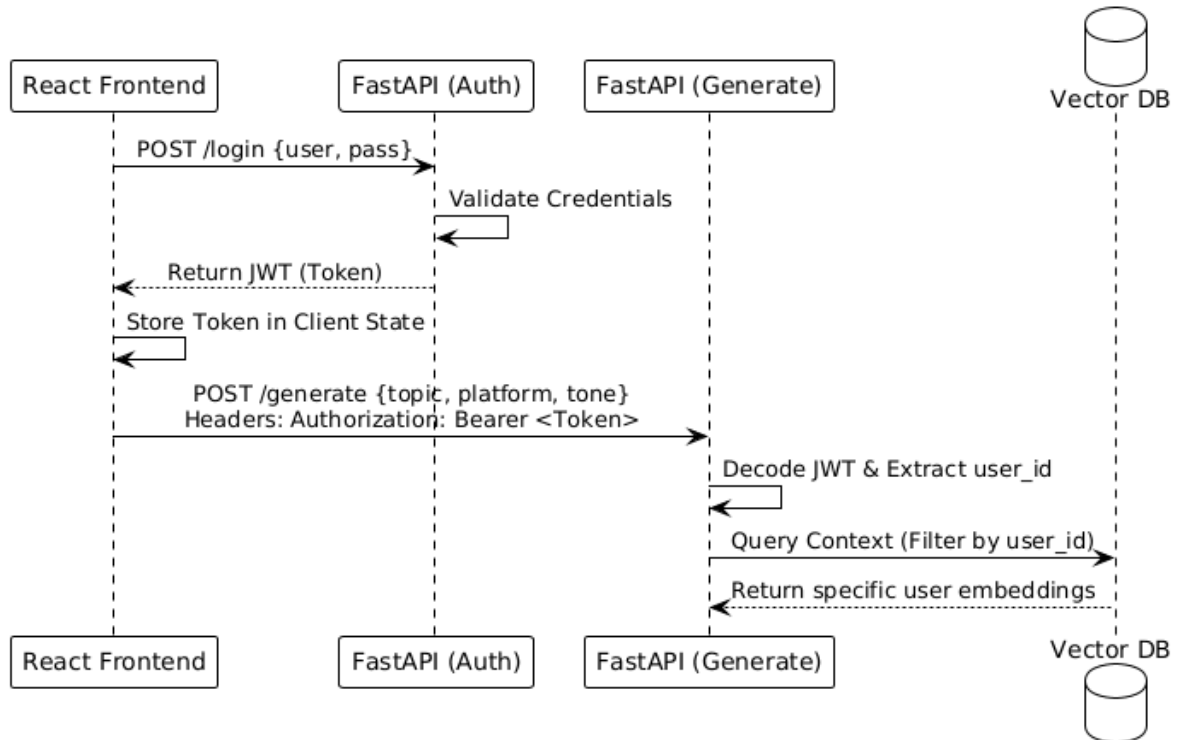 React Frontend
FastAPI (Auth)
FastAPI (Generate)
Vector DB
POST /login {user, pass}
Validate Credentials
Return JWT (Token)
Store Token in Client State
POST /generate {topic, platform, tone}
Headers: Authorization: Bearer <Token>
Decode JWT & Extract user_id
Query Context (Filter by user_id)
Return specific user embeddings
React Frontend
FastAPI (Auth)
FastAPI (Generate)
Vector DB